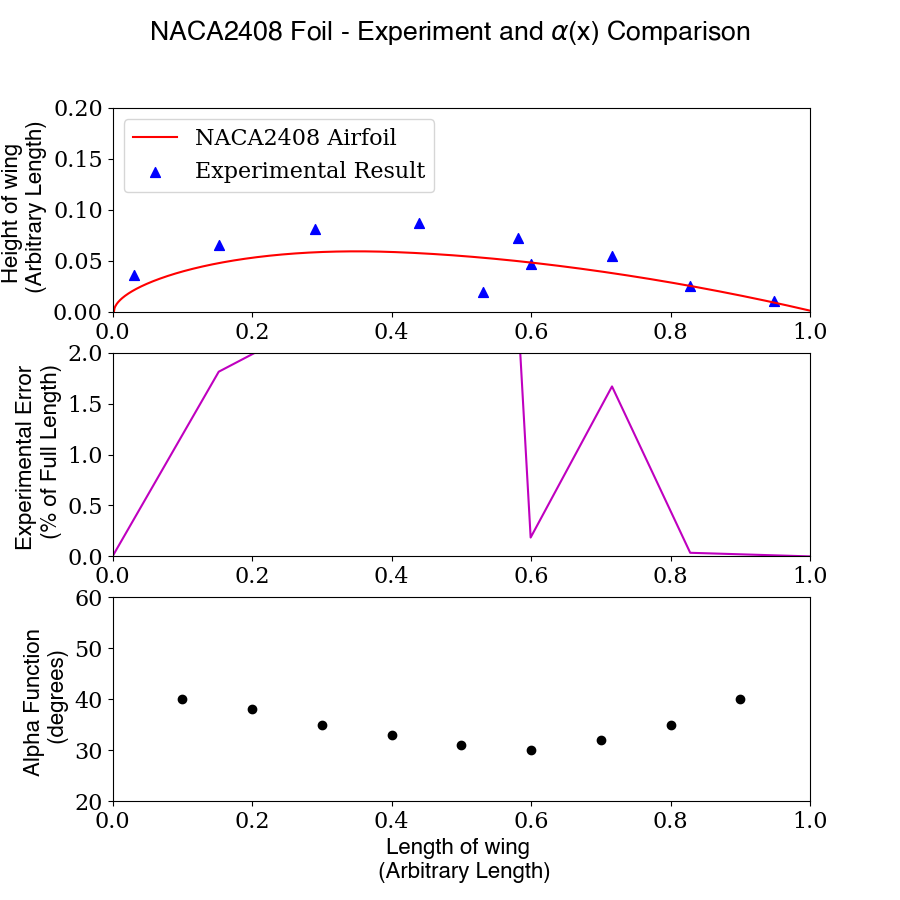 NACA2408 Foil - Experiment and α(x) Comparison
Height of wing
(Arbitrary Length)
0.20
0.15
0.10
0.05
0.00
NACA2408 Airfoil
Experimental Result
0.0 0.2 0.4 0.6 0.8 1.0
Experimental Error
(% of Full Length)
2.0
1.5
1.0
0.5
0.0
0.0 0.2 0.4 0.6 0.8 1.0
Alpha Function
(degrees)
60
50
40
30
20
0.0 0.2 0.4 0.6 0.8 1.0
Length of wing
(Arbitrary Length)